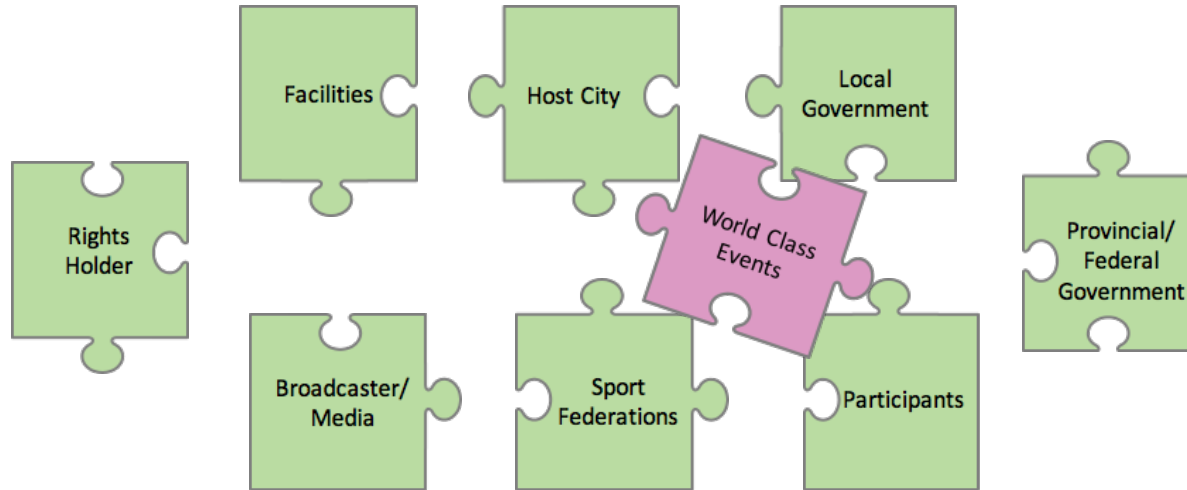 Facilities
Host City
Local
Government
Rights
Holder
World Class
Events
Provincial/
Federal
Government
Broadcaster/
Media
Sport
Federations
Participants